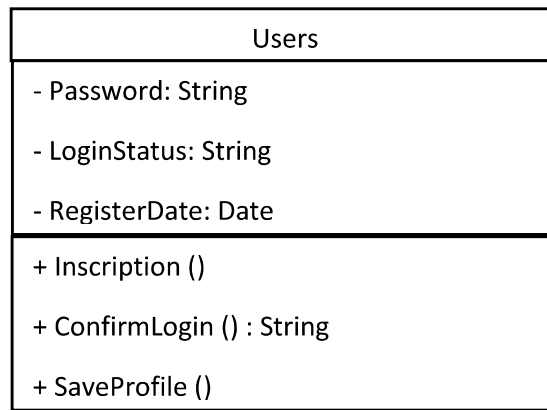 Users
- Password: String
- LoginStatus: String
- RegisterDate: Date
+ Inscription ()
+ ConfirmLogin () : String
+ SaveProfile ()